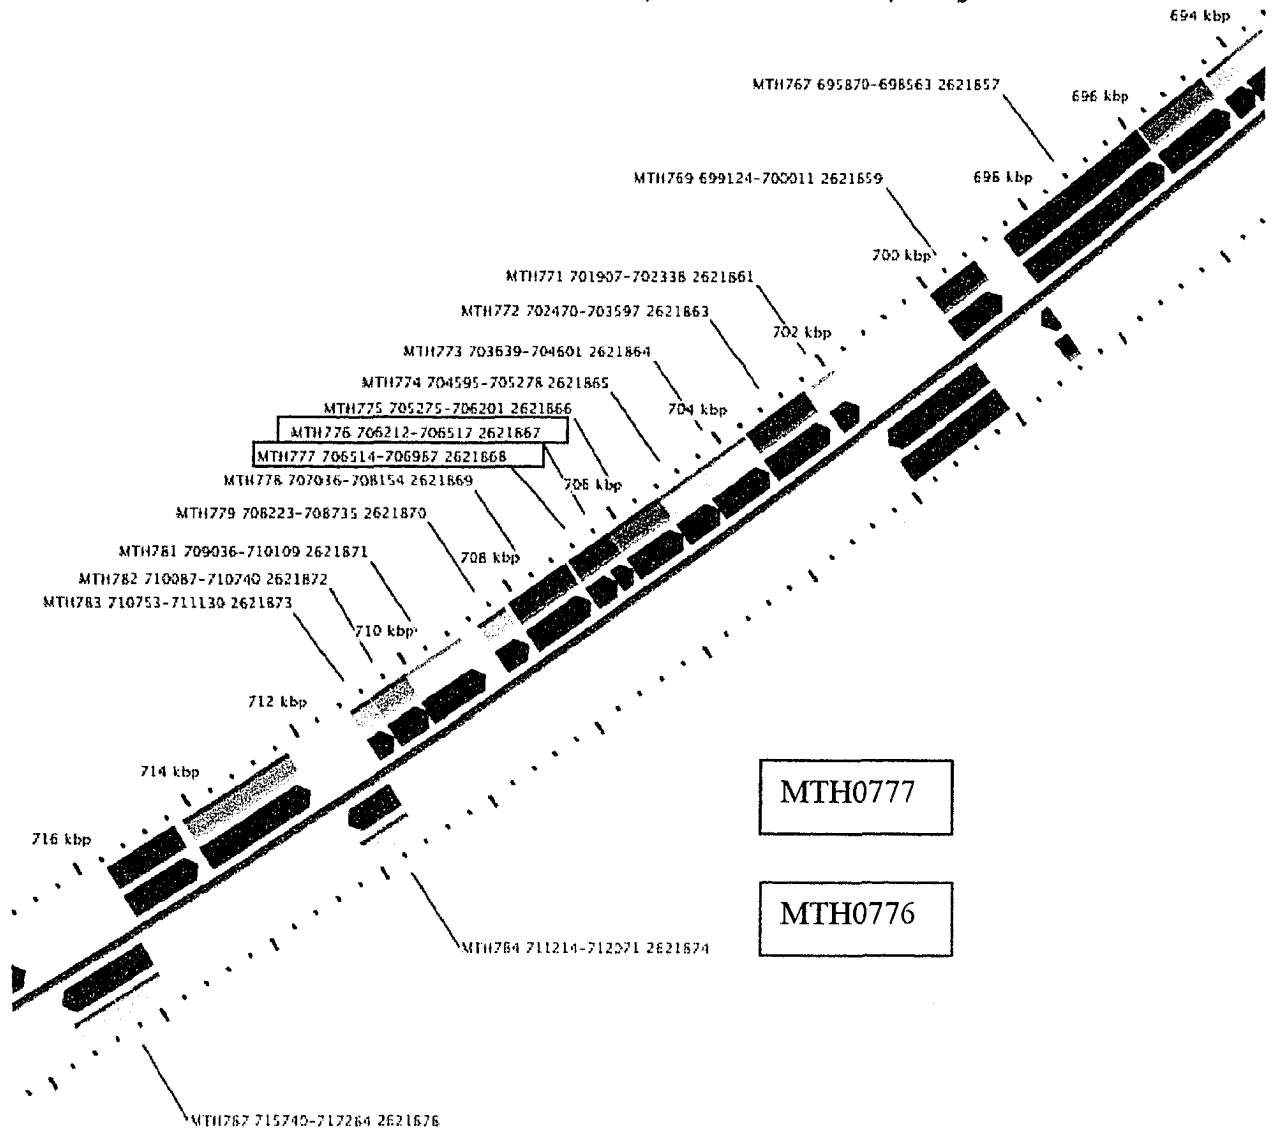 694 kbp
MTH767 695870-698563 2621857
696 kbp
MTH769 699124-700011 2621859
698 kbp
700 kbp
MTH771 701907-702338 2621861
MTH772 702470-703597 2621863
702 kbp
MTH773 703639-704601 2621864
MTH774 704595-705278 2621865
704 kbp
MTH775 705275-706201 2621866
MTH776 706212-706517 2621867
MTH777 706514-706987 2621868
MTH778 707036-708154 2621869
706 kbp
MTH779 708223-708735 2621870
MTH781 709036-710109 2621871
708 kbp
MTH782 710087-710740 2621872
MTH783 710753-711130 2621873
710 kbp
712 kbp
714 kbp
MTH0777
716 kbp
MTH0776
MTH784 711214-712071 2621874
MTH787 715740-717264 2621878